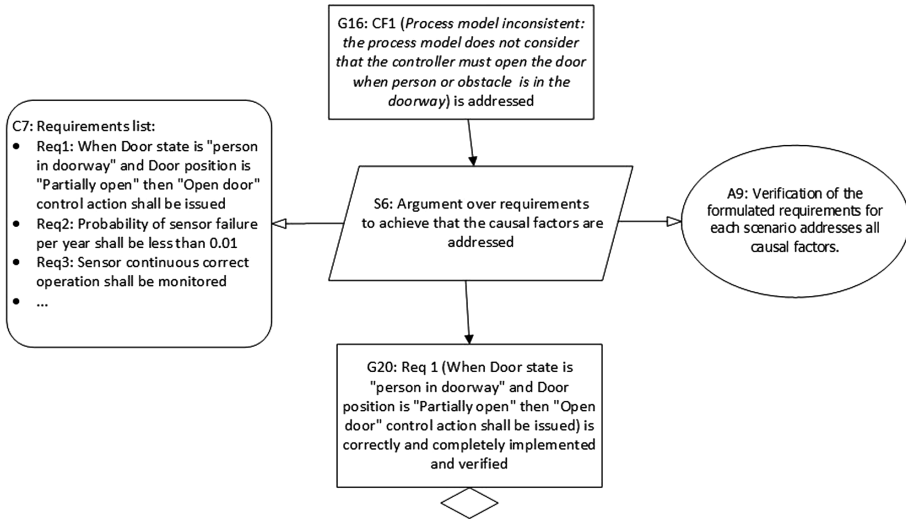 G16: CF1 (Process model inconsistent:
the process model does not consider
that the controller must open the door
when person or obstacle is in the
doorway) is addressed
C7: Requirements list:
• Req1: When Door state is "person
in doorway" and Door position is
"Partially open" then "Open door"
control action shall be issued
• Req2: Probability of sensor failure
per year shall be less than 0.01
• Req3: Sensor continuous correct
operation shall be monitored
• ...
S6: Argument over requirements
to achieve that the causal factors are
addressed
A9: Verification of the
formulated requirements for
each scenario addresses all
causal factors.
G20: Req 1 (When Door state is
"person in doorway" and Door
position is "Partially open" then "Open
door" control action shall be issued) is
correctly and completely implemented
and verified